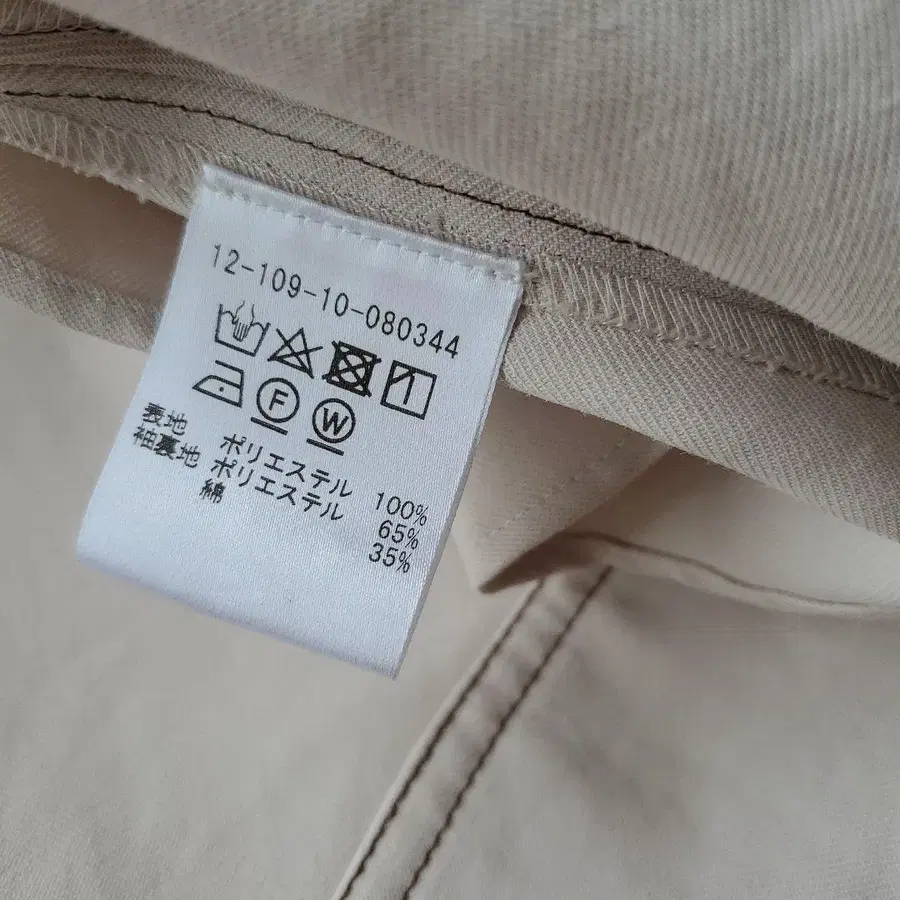 12-109-10-080344
F W
表地 ポリエステル 100%
袖裏地 ポリエステル 65%
綿 35%